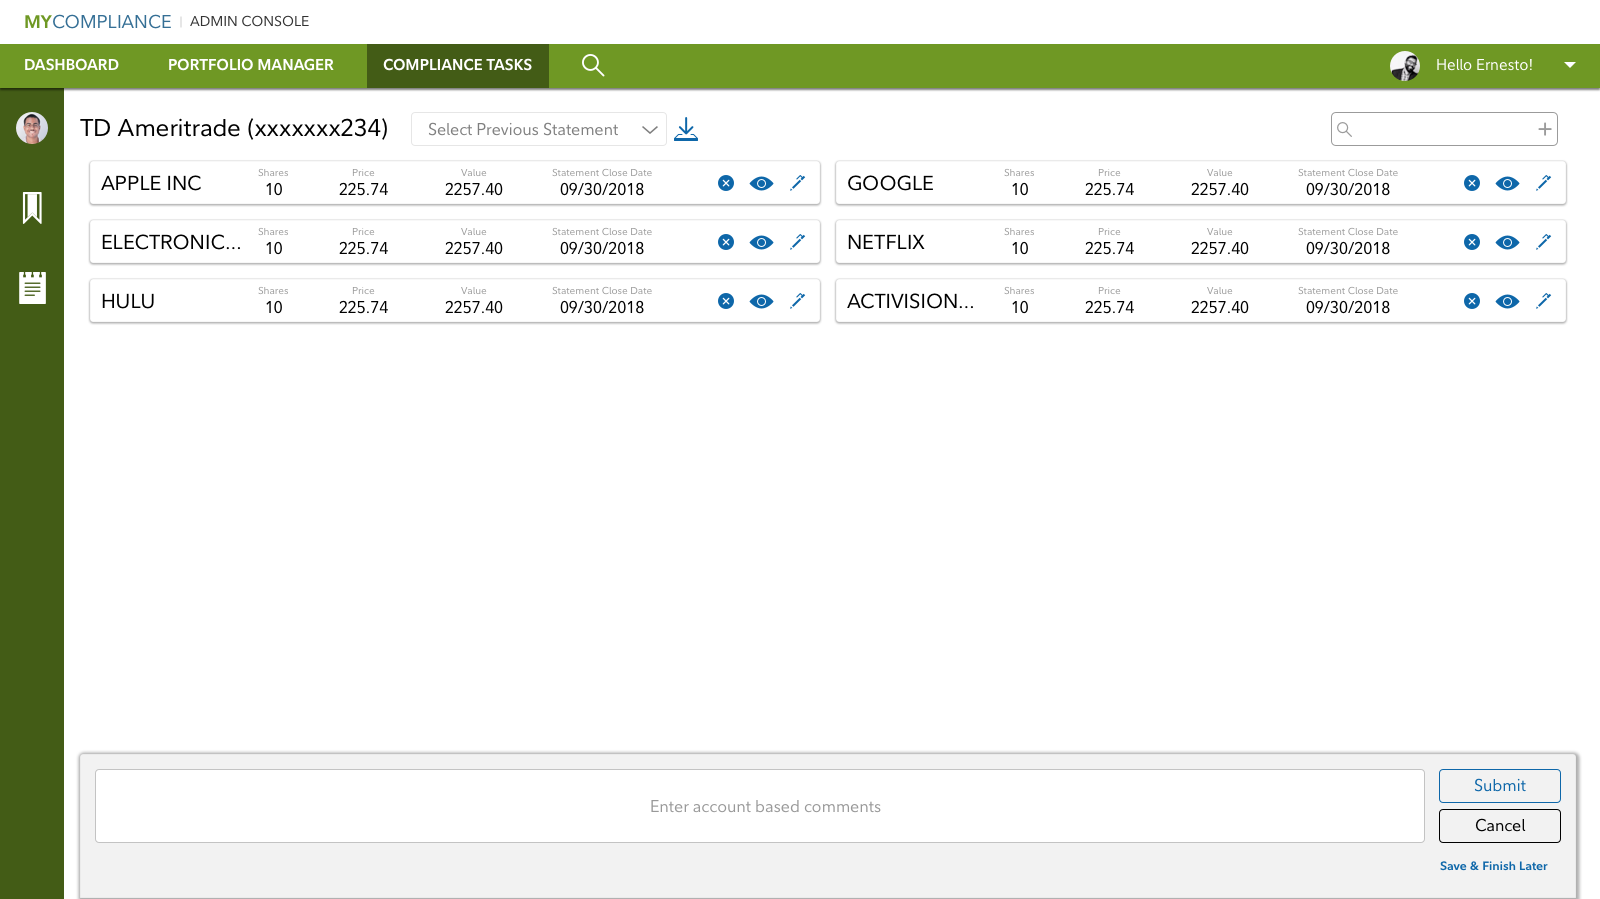 MYCOMPLIANCE | ADMIN CONSOLE
DASHBOARD PORTFOLIO MANAGER COMPLIANCE TASKS Hello Ernesto!
TD Ameritrade (xxxxxxx234) Select Previous Statement
APPLE INC Shares 10 Price 225.74 Value 2257.40 Statement Close Date 09/30/2018
GOOGLE Shares 10 Price 225.74 Value 2257.40 Statement Close Date 09/30/2018
ELECTRONIC... Shares 10 Price 225.74 Value 2257.40 Statement Close Date 09/30/2018
NETFLIX Shares 10 Price 225.74 Value 2257.40 Statement Close Date 09/30/2018
HULU Shares 10 Price 225.74 Value 2257.40 Statement Close Date 09/30/2018
ACTIVISION... Shares 10 Price 225.74 Value 2257.40 Statement Close Date 09/30/2018
Enter account based comments
Submit
Cancel
Save & Finish Later